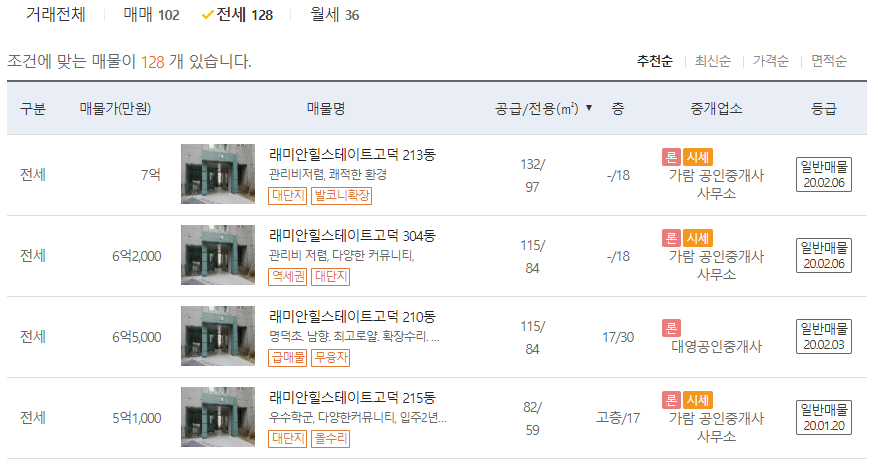 거래전체 매매 102 전세 128 월세 36
조건에 맞는 매물이 128 개 있습니다. 추천순 최신순 가격순 면적순
구분 매물가(만원) 매물명 공급/전용(㎡) ▼ 층 중개업소 등급
전세 7억 래미안힐스테이트고덕 213동 관리비저렴, 쾌적한 환경 대단지 발코니확장 132/ 97 -/18 론 시세 가람 공인중개사 사무소 일반매물 20.02.06
전세 6억2,000 래미안힐스테이트고덕 304동 관리비 저렴, 다양한 커뮤니티, 역세권 대단지 115/ 84 -/18 론 시세 가람 공인중개사 사무소 일반매물 20.02.06
전세 6억5,000 래미안힐스테이트고덕 210동 명덕초. 남향. 최고로얄. 확장수리. ... 급매물 무융자 115/ 84 17/30 론 대영공인중개사 일반매물 20.02.03
전세 5억1,000 래미안힐스테이트고덕 215동 우수학군, 다양한커뮤니티, 입주2년... 대단지 올수리 82/ 59 고층/17 론 시세 가람 공인중개사 사무소 일반매물 20.01.20